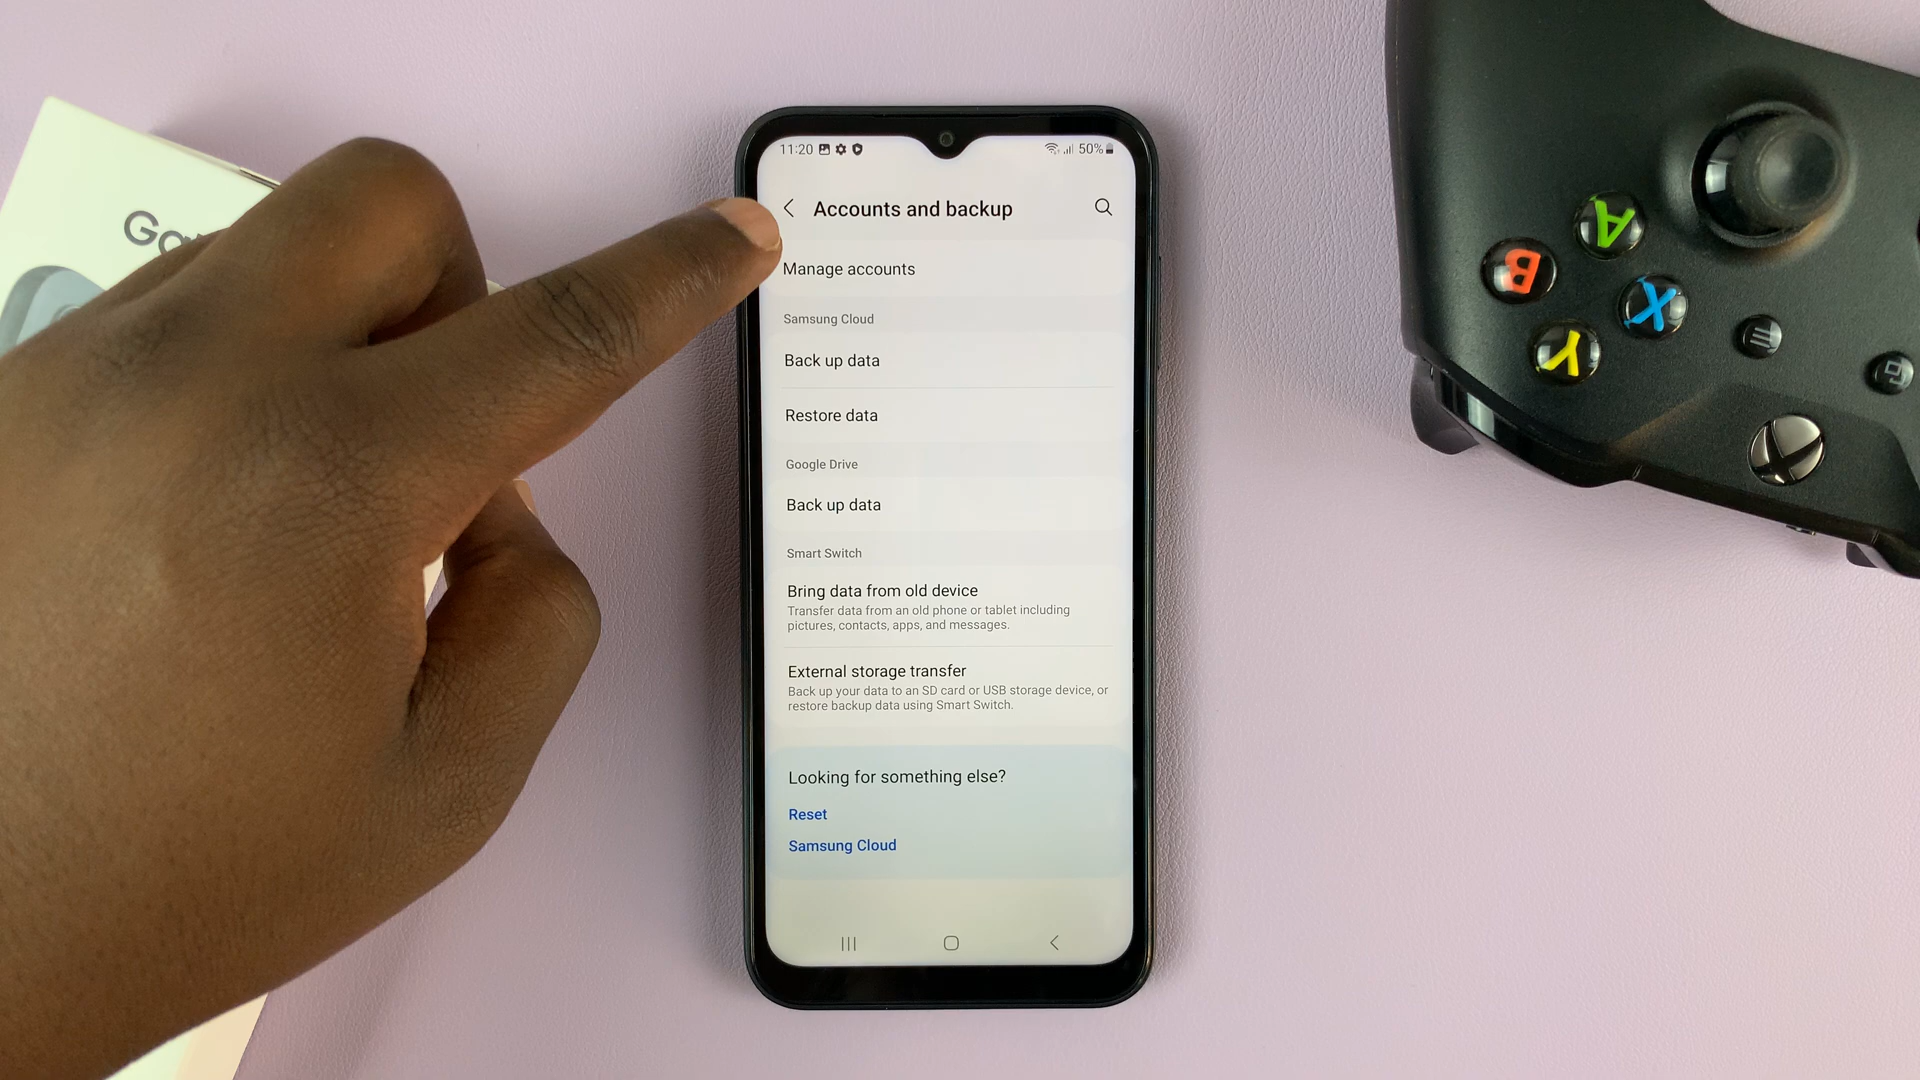 11:20
50%
Accounts and backup
Manage accounts
Samsung Cloud
Back up data
Restore data
Google Drive
Back up data
Smart Switch
Bring data from old device
Transfer data from an old phone or tablet including
pictures, contacts, apps, and messages.
External storage transfer
Back up your data to an SD card or USB storage device, or
restore backup data using Smart Switch.
Looking for something else?
Reset
Samsung Cloud
A
B
X
Y